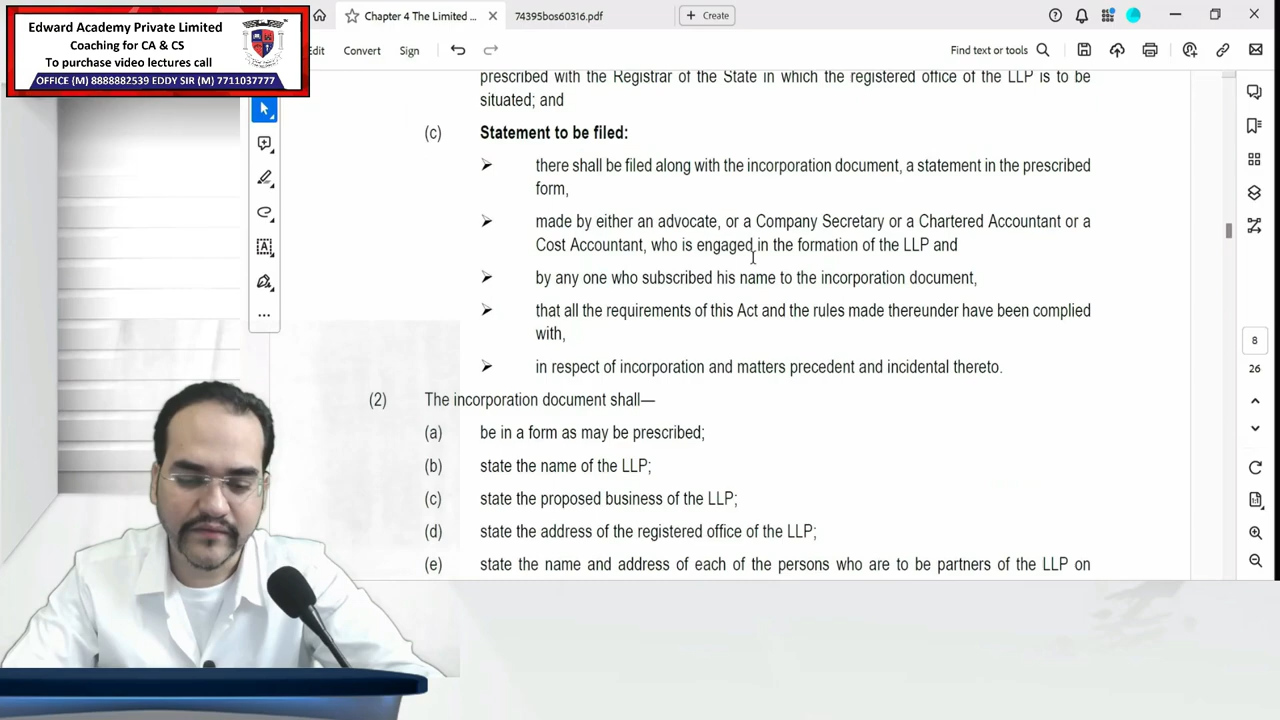 Edward Academy Private Limited
Coaching for CA & CS
To purchase video lectures call
OFFICE (M) 8888882539 EDDY SIR (M) 7711037777
Chapter 4 The Limited ...
74395bos60316.pdf
Create
Edit
Convert
Sign
Find text or tools
prescribed with the Registrar of the State in which the registered office of the LLP is to be
situated; and
(c) Statement to be filed:
➢ there shall be filed along with the incorporation document, a statement in the prescribed
form,
➢ made by either an advocate, or a Company Secretary or a Chartered Accountant or a
Cost Accountant, who is engaged in the formation of the LLP and
➢ by any one who subscribed his name to the incorporation document,
➢ that all the requirements of this Act and the rules made thereunder have been complied
with,
➢ in respect of incorporation and matters precedent and incidental thereto.
(2) The incorporation document shall—
(a) be in a form as may be prescribed;
(b) state the name of the LLP;
(c) state the proposed business of the LLP;
(d) state the address of the registered office of the LLP;
(e) state the name and address of each of the persons who are to be partners of the LLP on
8
26